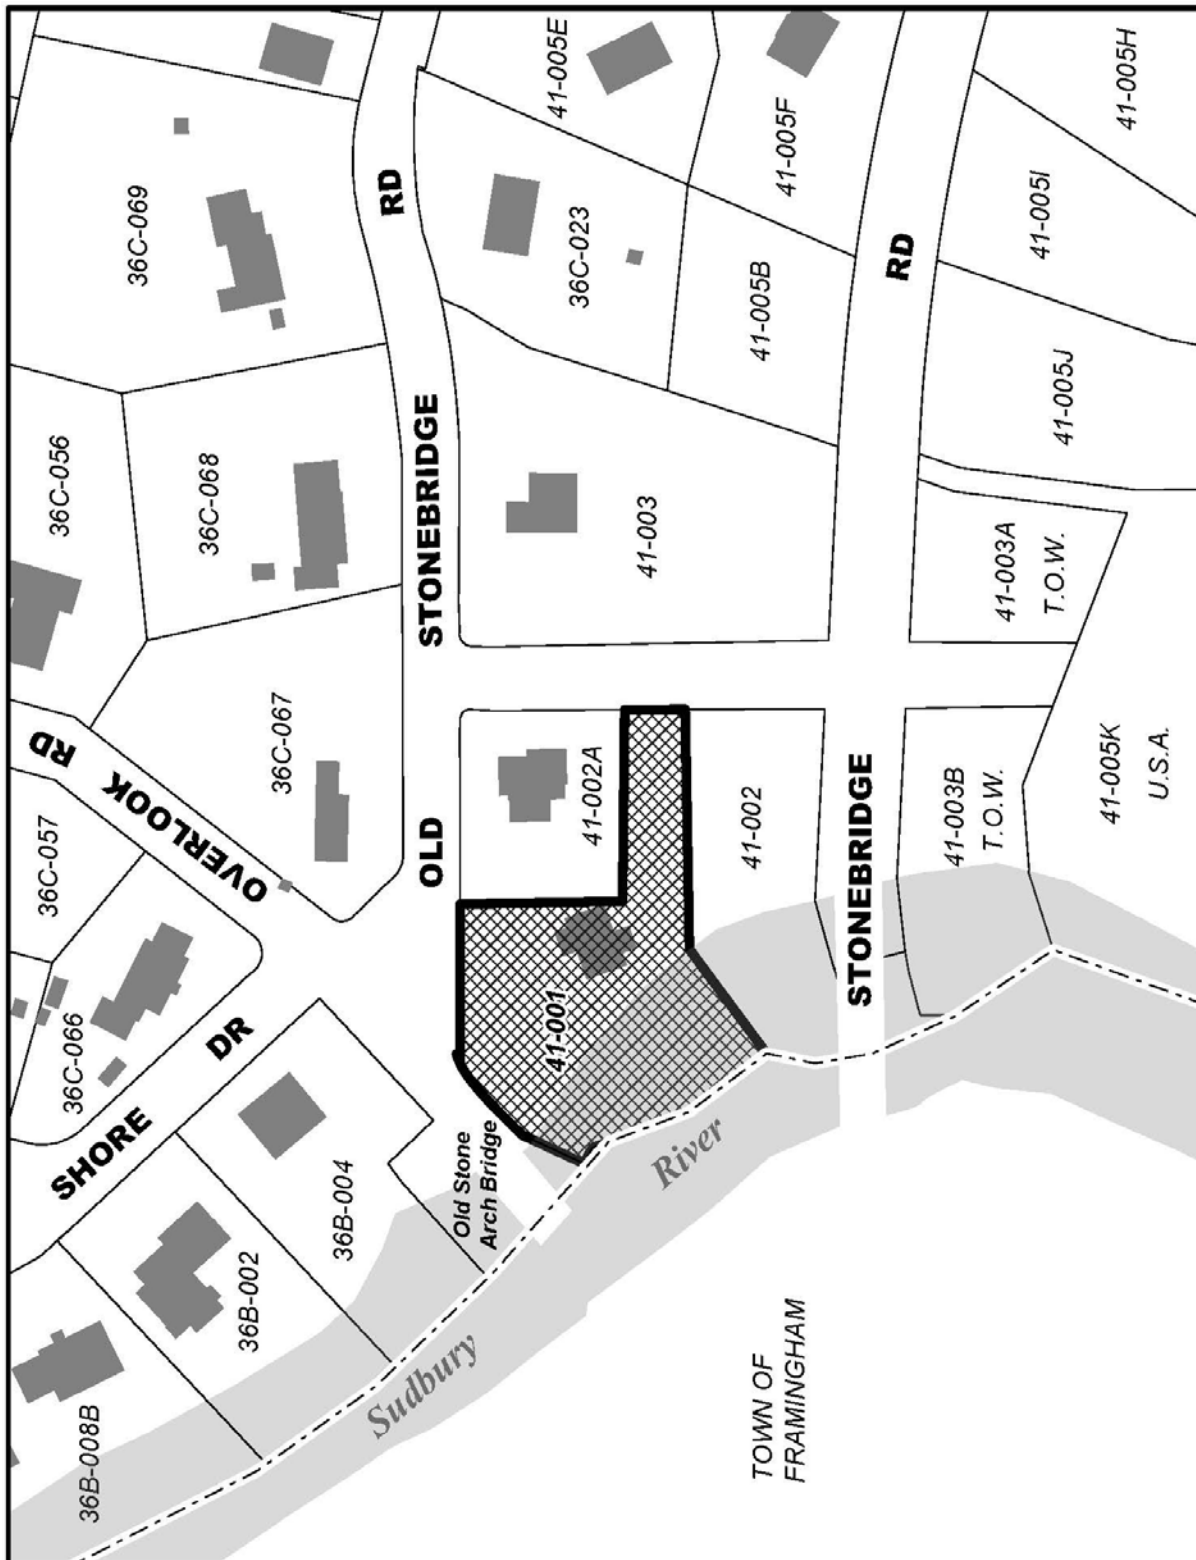 41-005E
41-005F
41-005H
41-005I
36C-069
RD
36C-023
41-005B
RD
41-005J
36C-056
36C-068
STONEBRIDGE
41-003
41-003A
T.O.W.
OVERLOOK RD
36C-067
OLD
41-002A
41-002
STONEBRIDGE
41-003B
T.O.W.
41-005K
U.S.A.
36C-057
36C-066
SHORE DR
41-001
36B-004
Old Stone
Arch Bridge
River
36B-002
Sudbury
36B-008B
TOWN OF
FRAMINGHAM